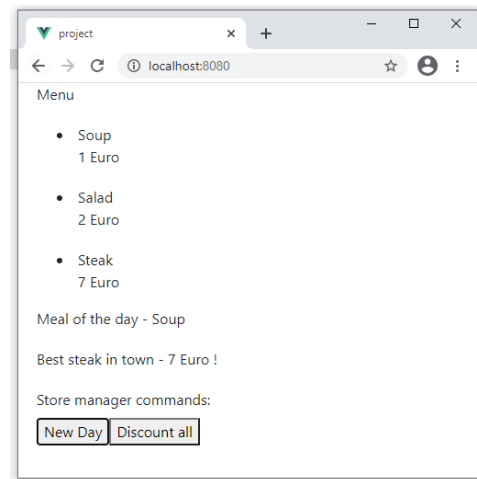 project
localhost:8080
Menu
Soup
1 Euro
Salad
2 Euro
Steak
7 Euro
Meal of the day - Soup
Best steak in town - 7 Euro !
Store manager commands:
New Day Discount all